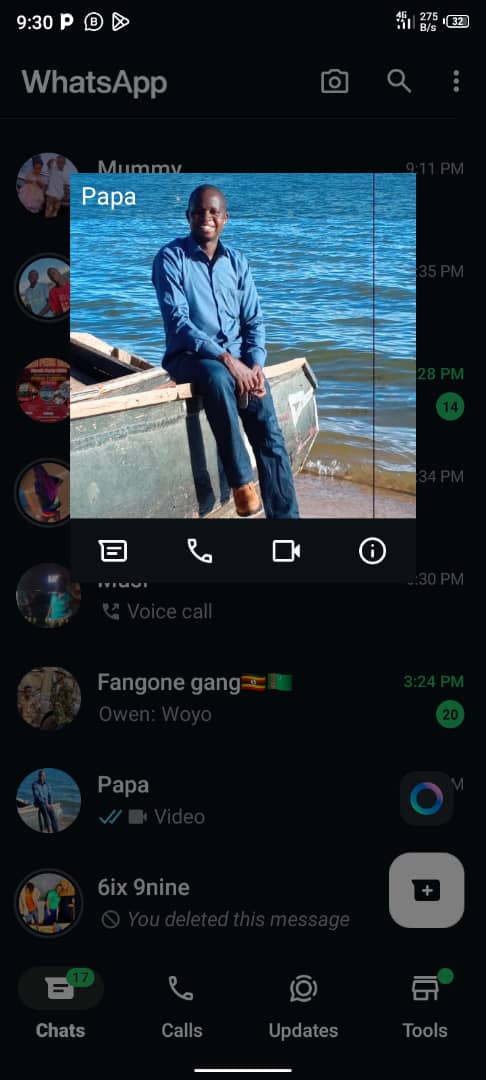 9:30
4G 275 B/s 32
WhatsApp
Mummy 9:11 PM
Papa
:35 PM
28 PM
14
:34 PM
:30 PM
Voice call
Fangone gang🇺🇬🇹🇲 3:24 PM
Owen: Woyo 20
Papa
Video
6ix 9nine
You deleted this message
17
Chats Calls Updates Tools